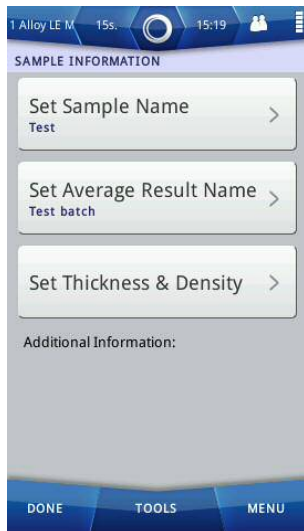 1 Alloy LE M 15s. 15:19
SAMPLE INFORMATION
Set Sample Name
Test
Set Average Result Name
Test batch
Set Thickness & Density
Additional Information:
DONE TOOLS MENU